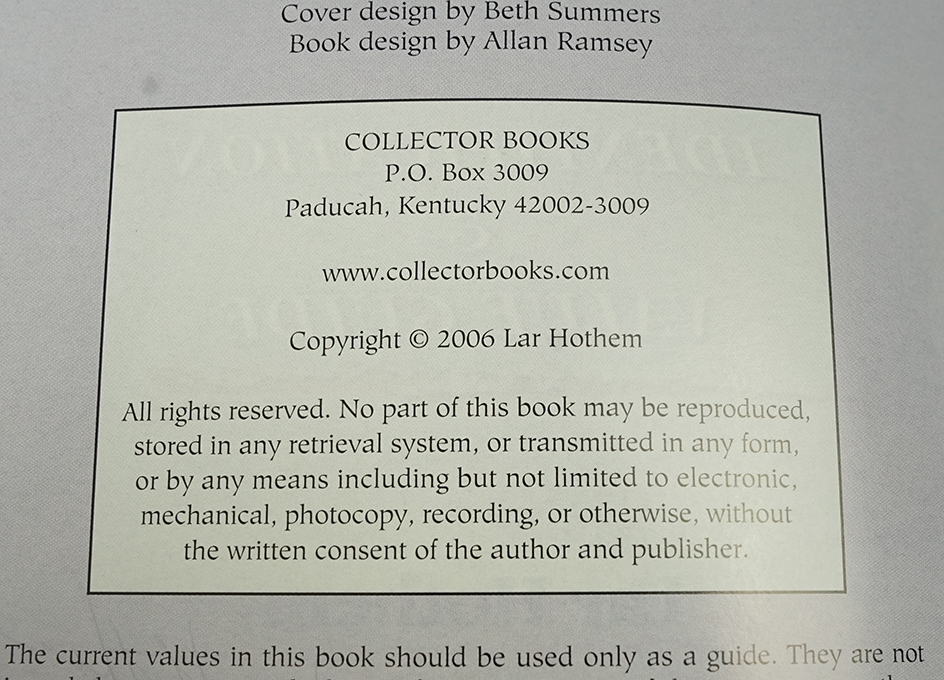 Cover design by Beth Summers
Book design by Allan Ramsey
COLLECTOR BOOKS
P.O. Box 3009
Paducah, Kentucky 42002-3009
www.collectorbooks.com
Copyright © 2006 Lar Hothem
All rights reserved. No part of this book may be reproduced,
stored in any retrieval system, or transmitted in any form,
or by any means including but not limited to electronic,
mechanical, photocopy, recording, or otherwise, without
the written consent of the author and publisher.
The current values in this book should be used only as a guide. They are not